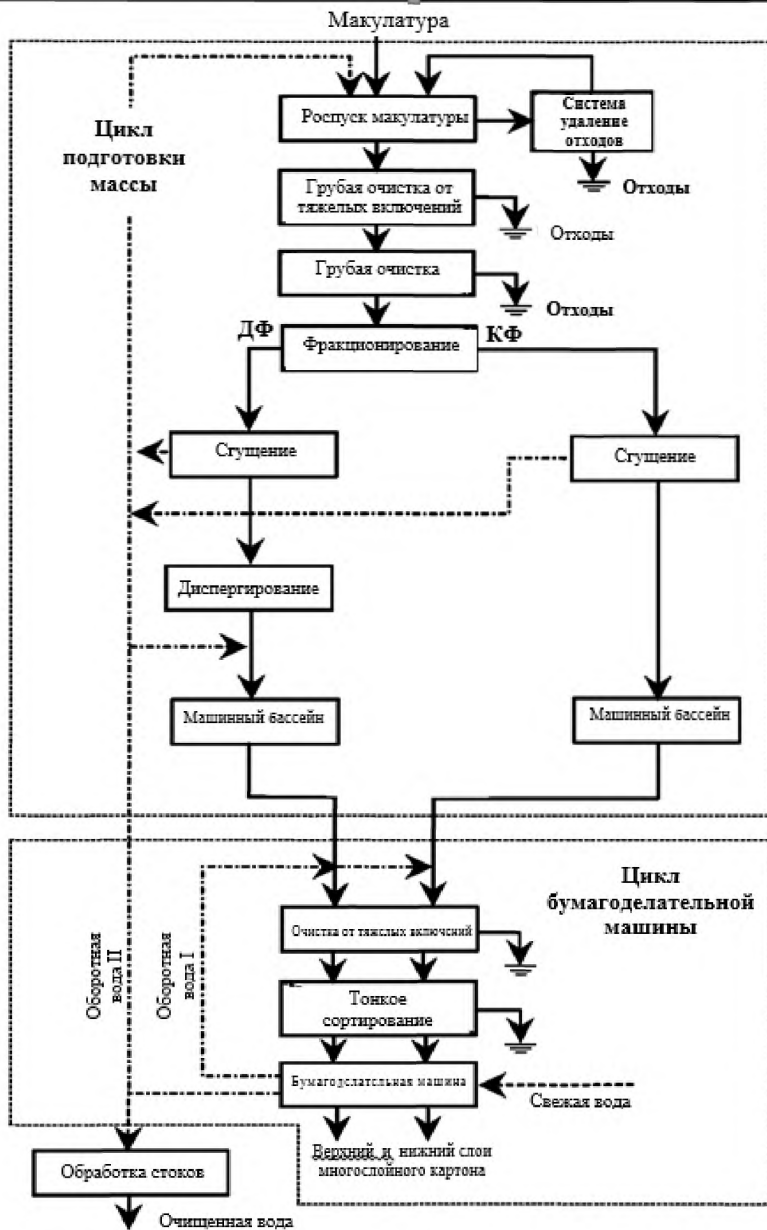 Макулатура
Цикл
подготовки
массы
Роспуск макулатуры
Система
удаление
отходов
Отходы
Грубая очистка от
тяжелых включений
Отходы
Грубая очистка
Отходы
ДФ
Фракционирование
КФ
Сгущение
Сгущение
Диспергирование
Машинный бассейн
Машинный бассейн
Цикл
бумагоделательной
машины
Оборотная
вода II
Оборотная
вода I
Очистка от тяжелых включений
Тонкое
сортирование
Бумагоделательная машина
Свежая вода
Верхний и нижний слои
многослойного картона
Обработка стоков
Очищенная вода